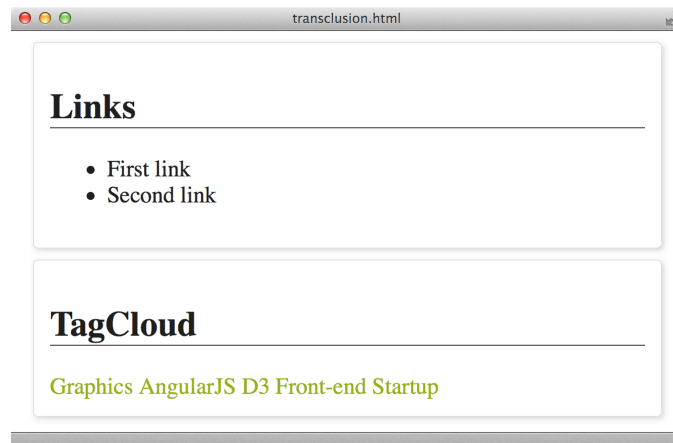 transclusion.html
Links
First link
Second link
TagCloud
Graphics AngularJS D3 Front-end Startup